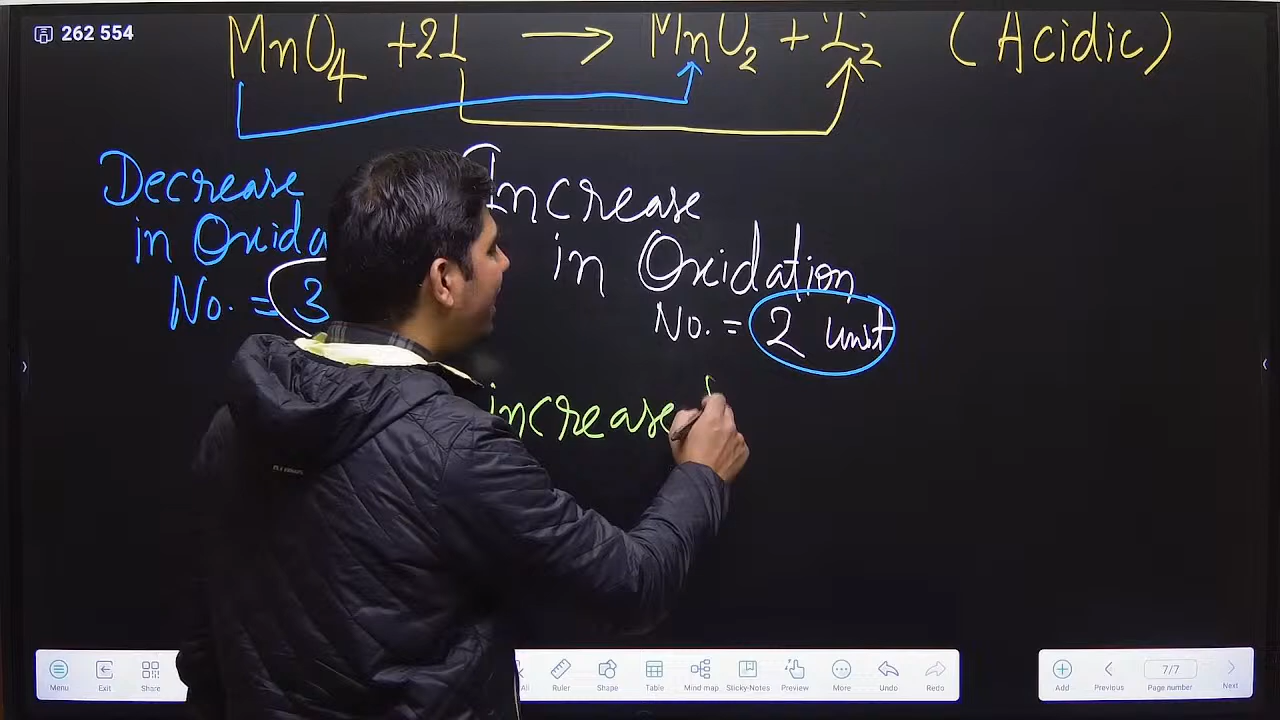 262 554
MnO4 +2I → MnO2 + I2 (Acidic)
Decrease
in Oxida
No. = 3
Increase
in Oxidation
No. = 2 unit
increase
Menu Exit Share All Ruler Shape Table Mind map Sticky-Notes Preview More Undo Redo
Add Previous 7/7 Page number Next